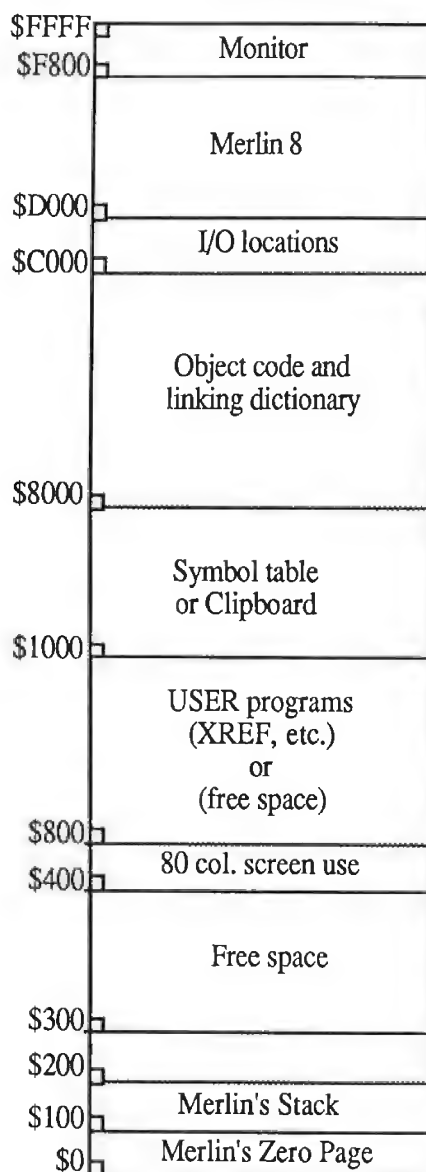 $FFFF
Monitor
$F800
Merlin 8
$D000
I/O locations
$C000
Object code and
linking dictionary
$8000
Symbol table
or Clipboard
$1000
USER programs
(XREF, etc.)
or
(free space)
$800
80 col. screen use
$400
Free space
$300
$200
Merlin's Stack
$100
Merlin's Zero Page
$0